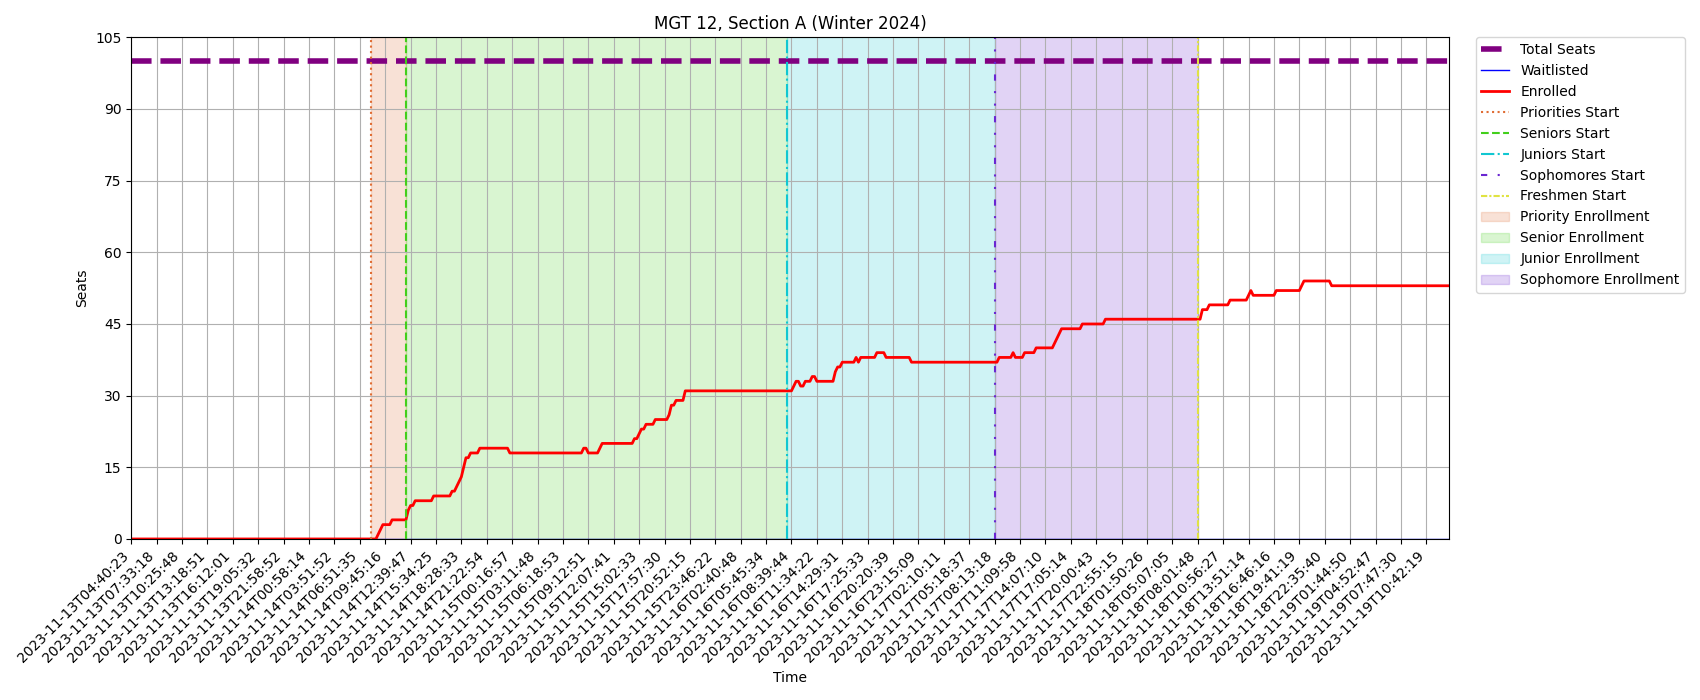 MGT 12, Section A (Winter 2024)
105
90
75
60
45
30
15
0
Seats
2023-11-13T04:40:23
2023-11-13T07:33:18
2023-11-13T10:25:48
2023-11-13T13:18:51
2023-11-13T16:12:01
2023-11-13T19:05:32
2023-11-13T21:58:52
2023-11-14T00:58:14
2023-11-14T03:51:52
2023-11-14T06:51:35
2023-11-14T09:45:16
2023-11-14T12:39:47
2023-11-14T15:34:25
2023-11-14T18:28:33
2023-11-14T21:22:54
2023-11-15T00:16:57
2023-11-15T03:11:48
2023-11-15T06:18:53
2023-11-15T09:12:51
2023-11-15T12:07:41
2023-11-15T15:02:33
2023-11-15T17:57:30
2023-11-15T20:52:15
2023-11-15T23:46:22
2023-11-16T02:40:48
2023-11-16T05:45:34
2023-11-16T08:39:44
2023-11-16T11:34:22
2023-11-16T14:29:31
2023-11-16T17:25:33
2023-11-16T20:20:39
2023-11-16T23:15:09
2023-11-17T02:10:11
2023-11-17T05:18:37
2023-11-17T08:13:18
2023-11-17T11:09:58
2023-11-17T14:07:10
2023-11-17T17:05:14
2023-11-17T20:00:43
2023-11-17T22:55:15
2023-11-18T01:50:26
2023-11-18T05:07:05
2023-11-18T08:01:48
2023-11-18T10:56:27
2023-11-18T13:51:14
2023-11-18T16:46:16
2023-11-18T19:41:19
2023-11-18T22:35:40
2023-11-19T01:44:50
2023-11-19T04:52:47
2023-11-19T07:47:30
2023-11-19T10:42:19
Time
Total Seats
Waitlisted
Enrolled
Priorities Start
Seniors Start
Juniors Start
Sophomores Start
Freshmen Start
Priority Enrollment
Senior Enrollment
Junior Enrollment
Sophomore Enrollment